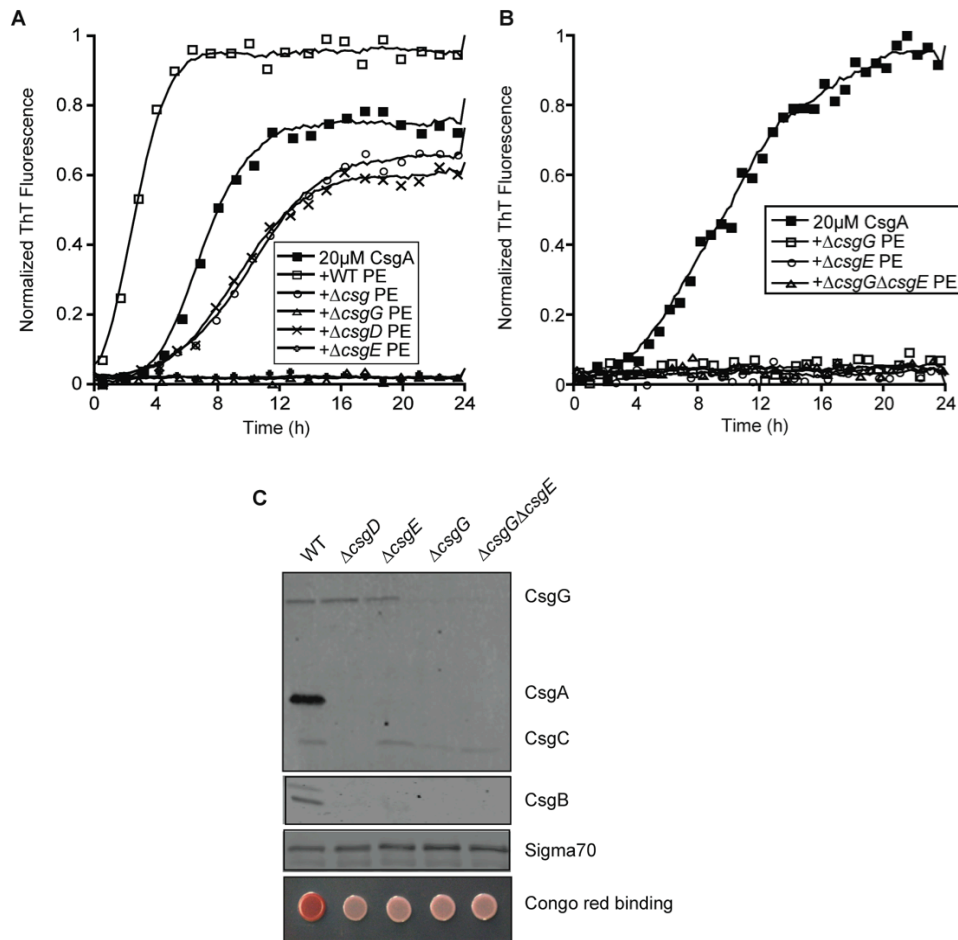 A
Normalized ThT Fluorescence
1
0.8
0.6
0.4
0.2
0
0 4 8 12 16 20 24
Time (h)
20µM CsgA
+WT PE
+Δcsg PE
+ΔcsgG PE
+ΔcsgD PE
+ΔcsgE PE
B
Normalized ThT Fluorescence
1
0.8
0.6
0.4
0.2
0
0 4 8 12 16 20 24
Time (h)
20µM CsgA
+ΔcsgG PE
+ΔcsgE PE
+ΔcsgGΔcsgE PE
C
WT ΔcsgD ΔcsgE ΔcsgG ΔcsgGΔcsgE
CsgG
CsgA
CsgC
CsgB
Sigma70
Congo red binding